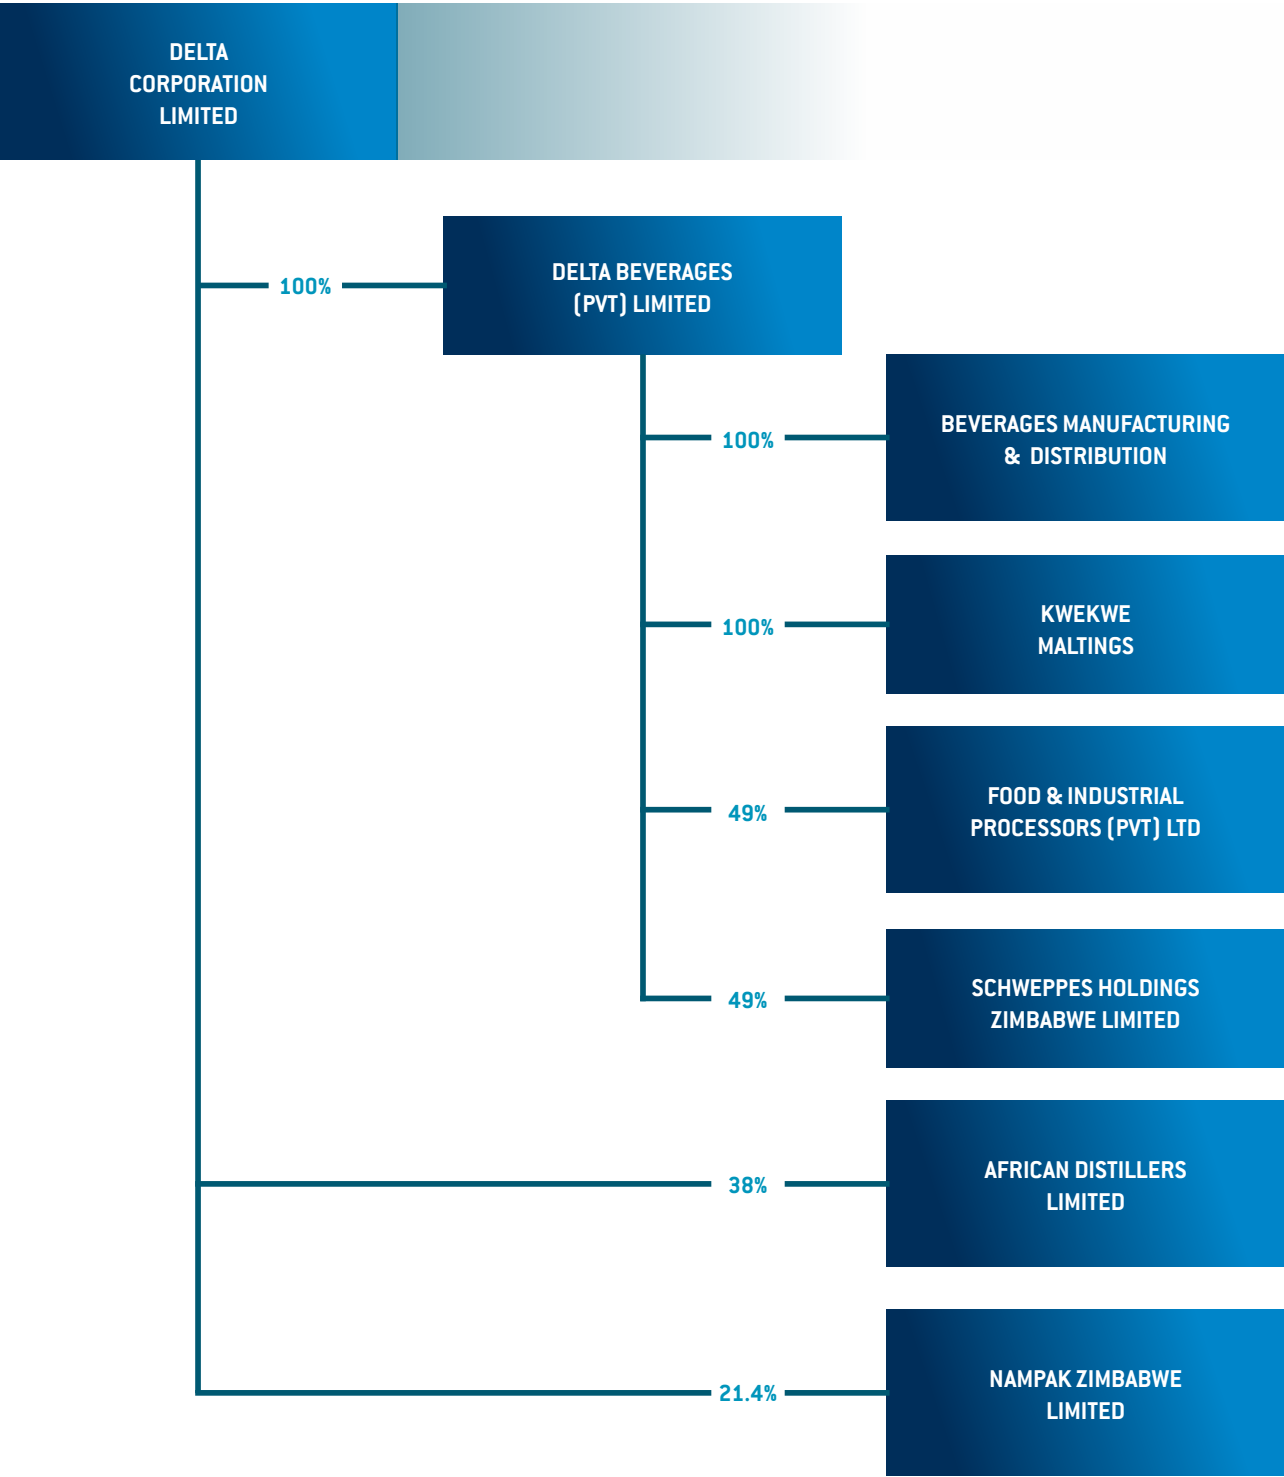 DELTA
CORPORATION
LIMITED
100%
DELTA BEVERAGES
(PVT) LIMITED
100%
BEVERAGES MANUFACTURING
& DISTRIBUTION
100%
KWEKWE
MALTINGS
49%
FOOD & INDUSTRIAL
PROCESSORS (PVT) LTD
49%
SCHWEPPES HOLDINGS
ZIMBABWE LIMITED
38%
AFRICAN DISTILLERS
LIMITED
21.4%
NAMPAK ZIMBABWE
LIMITED